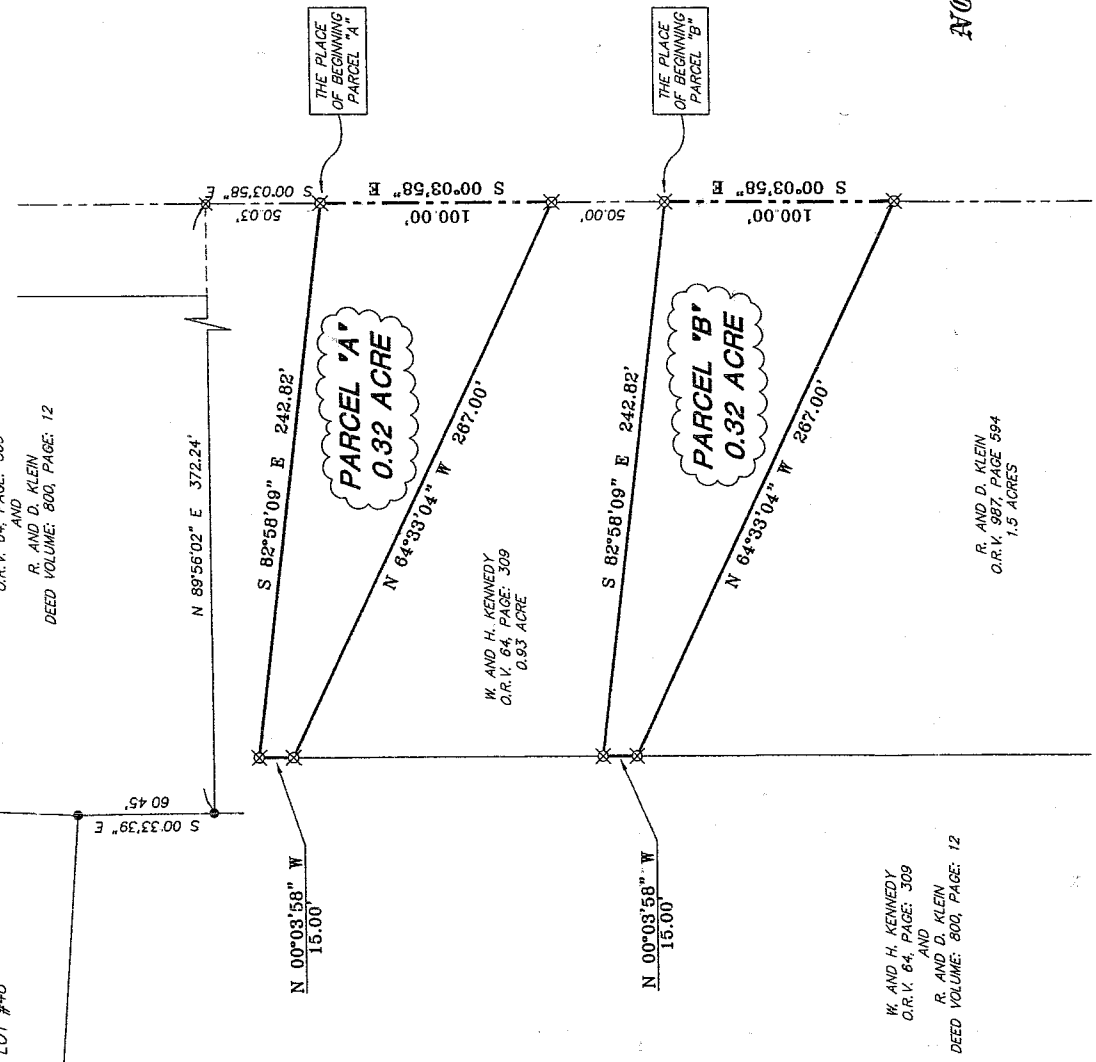 AND
R. AND D. KLEIN
DEED VOLUME: 800, PAGE: 12
THE PLACE
OF BEGINNING
PARCEL "A"
S 00°03'58" E
50.03'
N 89°56'02" E 372.24'
S 00°33'39" E
60.45'
S 82°58'09" E 242.82'
S 00°03'58" E
100.00'
PARCEL "A"
0.32 ACRE
N 64°33'04" W 267.00'
N 00°03'58" W
15.00'
W. AND H. KENNEDY
O.R.V. 64, PAGE: 309
0.93 ACRE
50.00'
THE PLACE
OF BEGINNING
PARCEL "B"
S 82°58'09" E 242.82'
S 00°03'58" E
100.00'
PARCEL "B"
0.32 ACRE
N 64°33'04" W 267.00'
N 00°03'58" W
15.00'
R. AND D. KLEIN
O.R.V. 987, PAGE 594
1.5 ACRES
W. AND H. KENNEDY
O.R.V. 64, PAGE: 309
AND
R. AND D. KLEIN
DEED VOLUME: 800, PAGE: 12